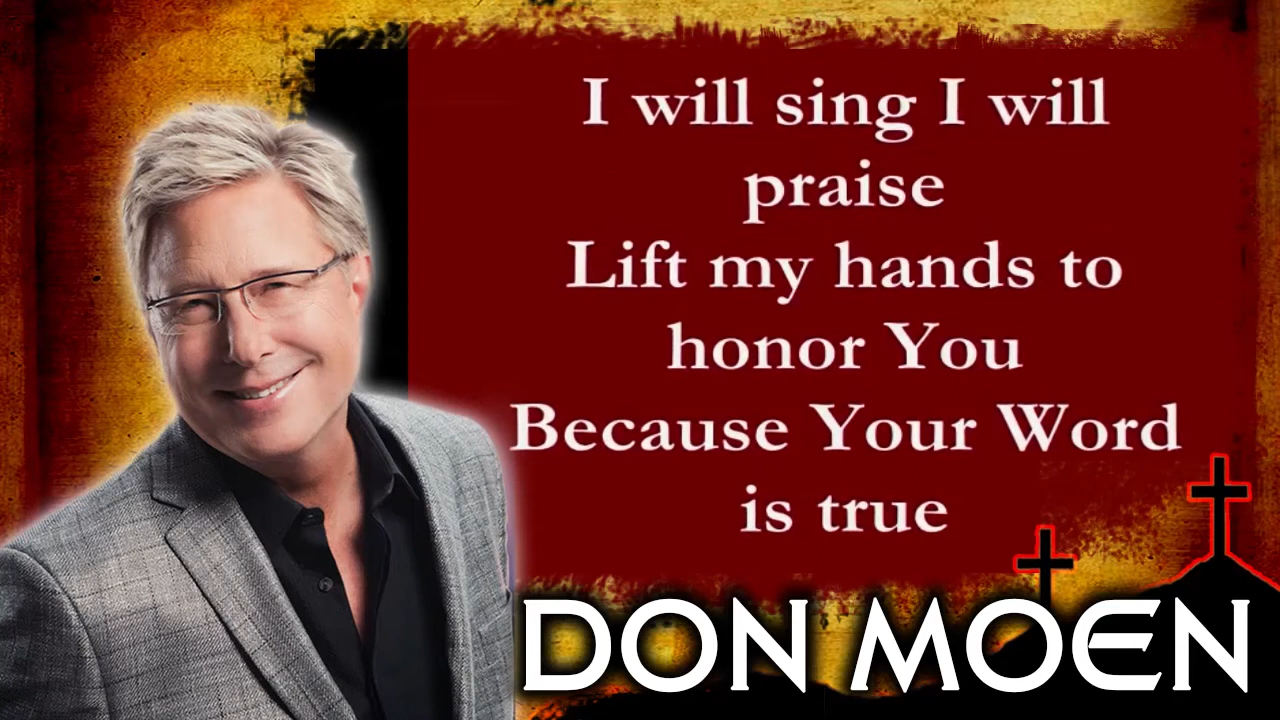 I will sing I will
praise
Lift my hands to
honor You
Because Your Word
is true
DON MOEN